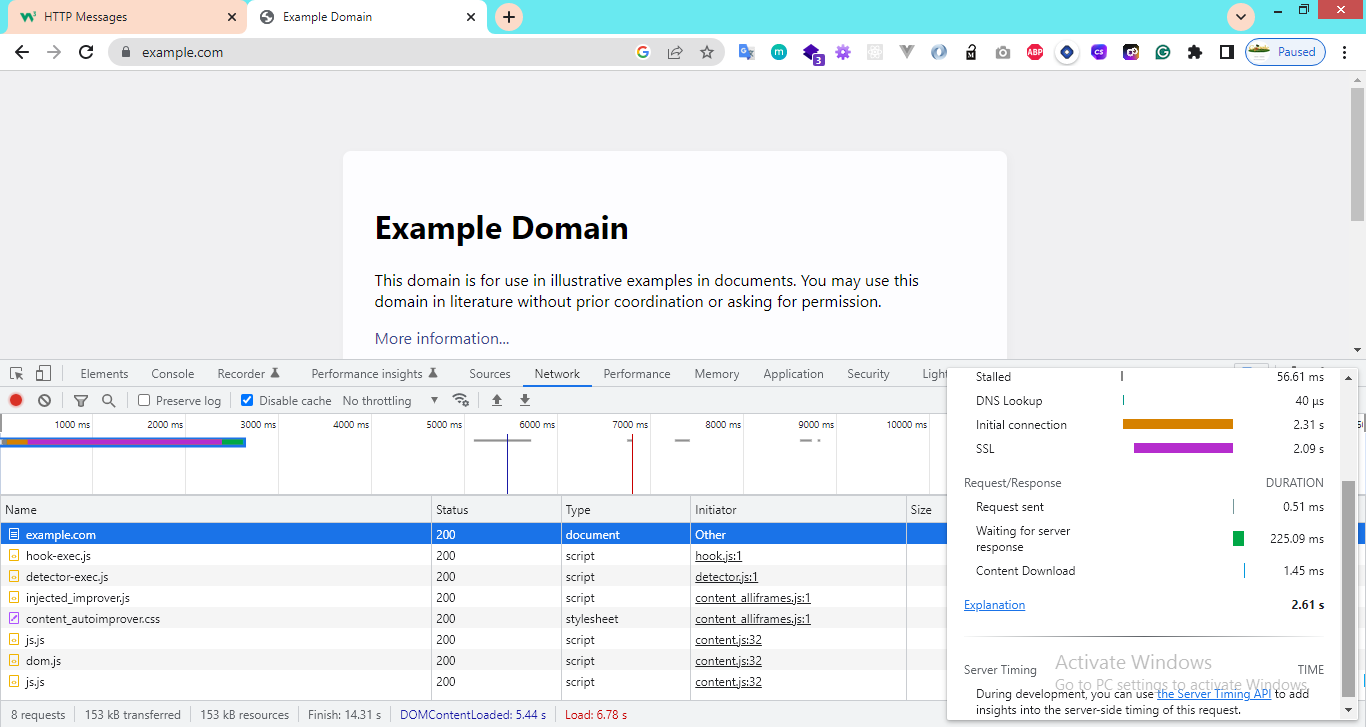 HTTP Messages
Example Domain
example.com
3
ABP
CS
Paused
Example Domain
This domain is for use in illustrative examples in documents. You may use this
domain in literature without prior coordination or asking for permission.
More information...
Elements Console Recorder Performance insights Sources Network Performance Memory Application Security Ligh
Preserve log Disable cache No throttling
1000 ms 2000 ms 3000 ms 4000 ms 5000 ms 6000 ms 7000 ms 8000 ms 9000 ms 10000 ms
Name Status Type Initiator Size
example.com 200 document Other
hook-exec.js 200 script hook.js:1
detector-exec.js 200 script detector.js:1
injected_improver.js 200 script content_alliframes.js:1
content_autoimprover.css 200 stylesheet content_alliframes.js:1
js.js 200 script content.js:32
dom.js 200 script content.js:32
js.js 200 script content.js:32
8 requests 153 kB transferred 153 kB resources Finish: 14.31 s DOMContentLoaded: 5.44 s Load: 6.78 s
Stalled 56.61 ms
DNS Lookup 40 μs
Initial connection 2.31 s
SSL 2.09 s
Request/Response DURATION
Request sent 0.51 ms
Waiting for server
response 225.09 ms
Content Download 1.45 ms
Explanation 2.61 s
Server Timing TIME
During development, you can use the Server Timing API to add
insights into the server-side timing of this request.
Activate Windows
Go to PC settings to activate Windows.